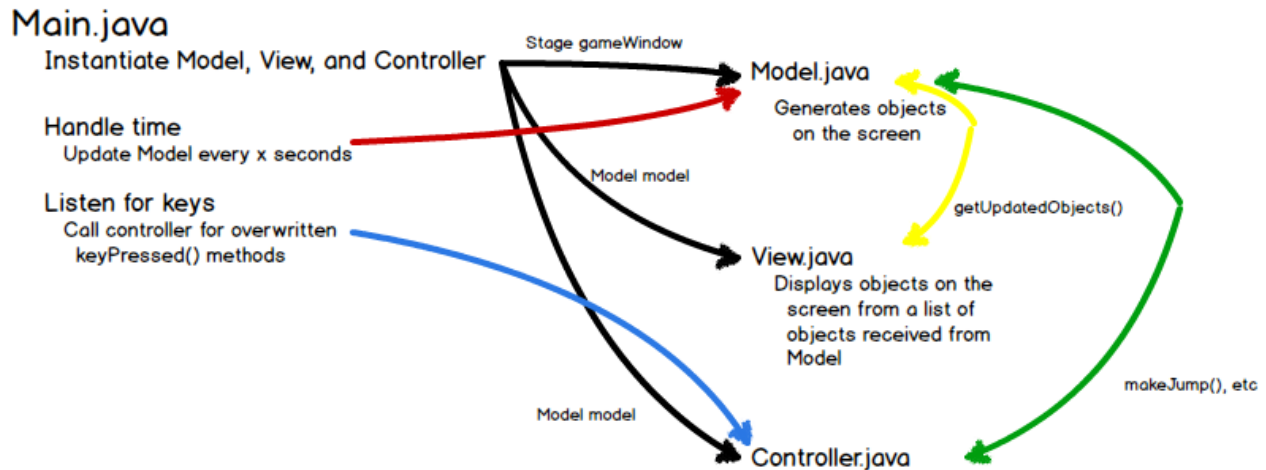 Main.java
Instantiate Model, View, and Controller
Stage gameWindow
Model.java
Generates objects
on the screen
Handle time
Update Model every x seconds
Model model
Listen for keys
Call controller for overwritten
keyPressed() methods
getUpdatedObjects()
View.java
Displays objects on the
screen from a list of
objects received from
Model
makeJump(), etc
Model model
Controller.java